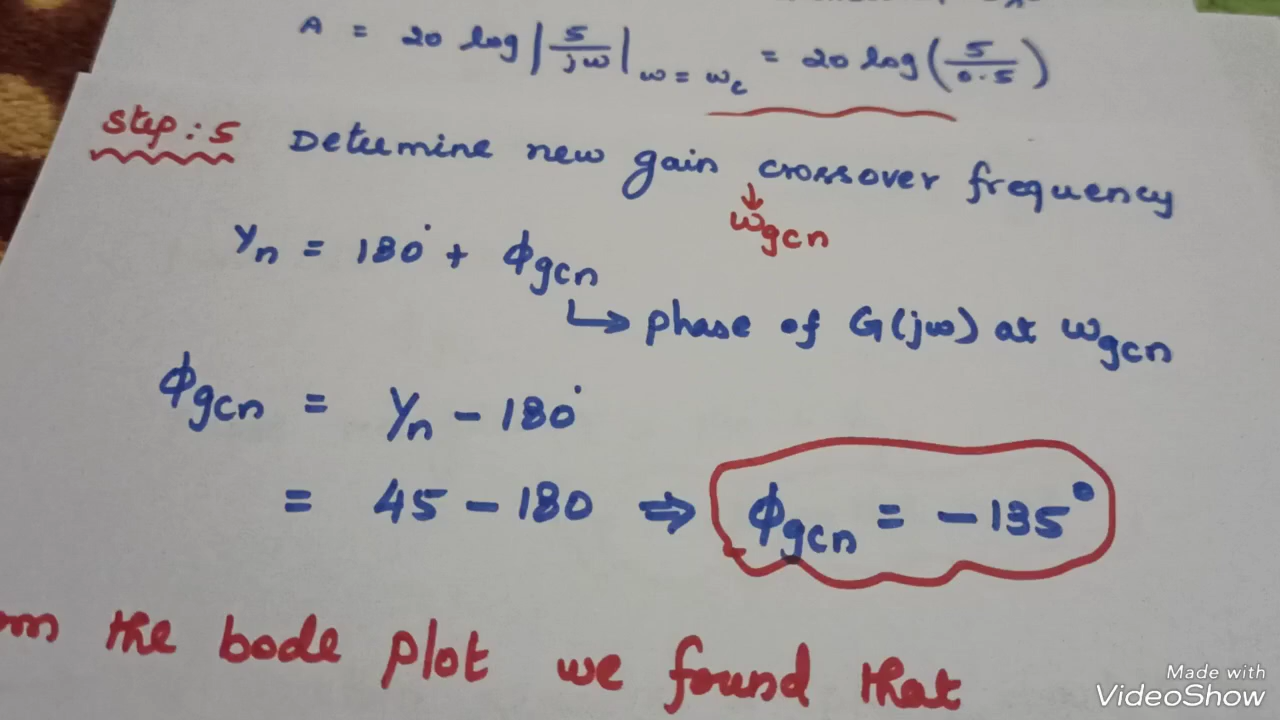 A = 20 log |5/jω| ω = ωc = 20 log (5/0.5)
Step : 5 Determine new gain crossover frequency
ωgcn
γn = 180° + ϕgcn
↳ phase of G(jω) at ωgcn
ϕgcn = γn - 180°
= 45 - 180 ⇒ ϕgcn = -135°
the bode plot we found that
Made with
VideoShow